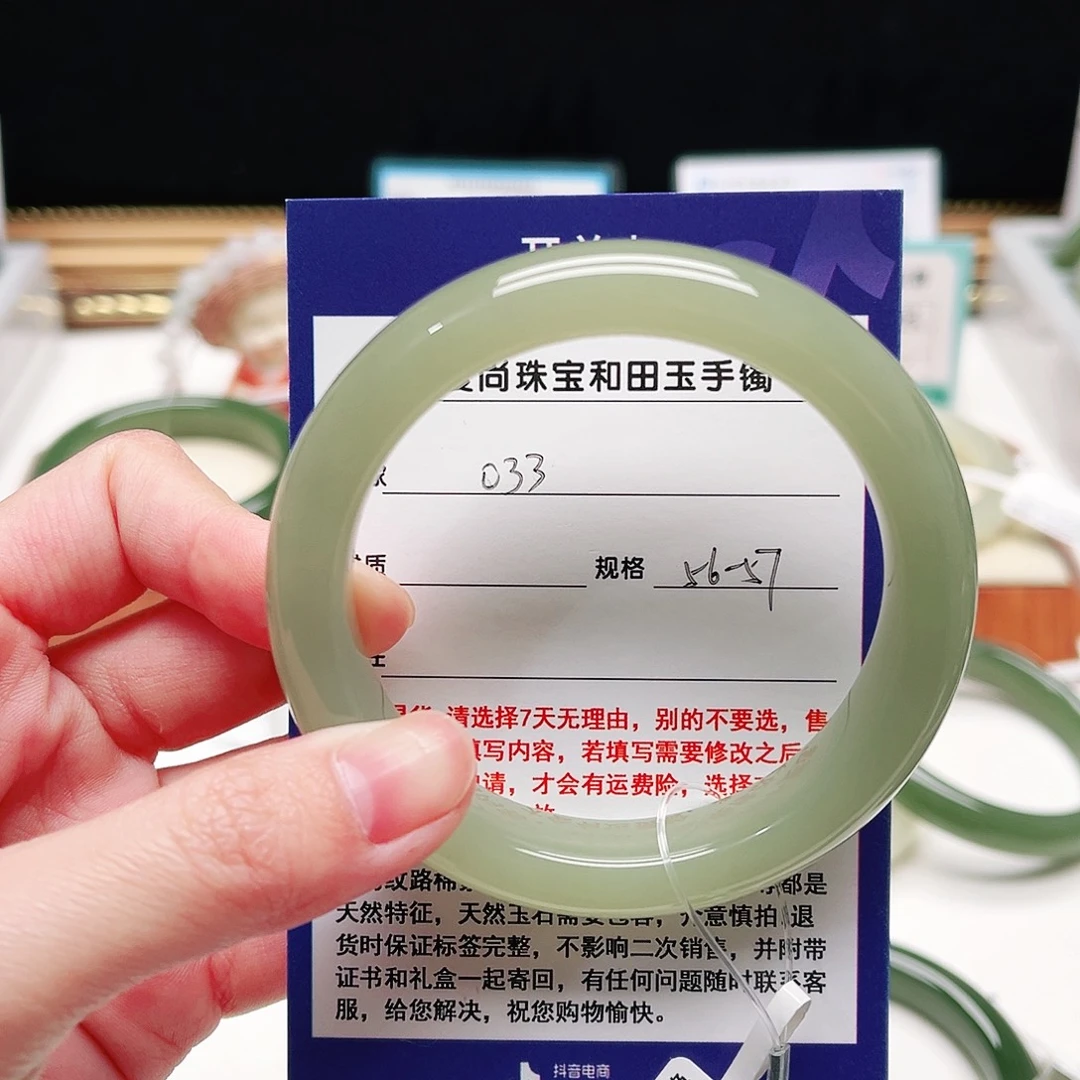 尚珠宝和田玉手镯
033
质
规格 56-57
请选择7天无理由，别的不要选，售
填写内容，若填写需要修改之后
请，才会有运费险，选择
纹路棉
都是
天然特征，天然玉石需要包容，介意慎拍.退
货时保证标签完整，不影响二次销售，并附带
证书和礼盒一起寄回，有任何问题随时联系客
服，给您解决，祝您购物愉快。
抖音电商